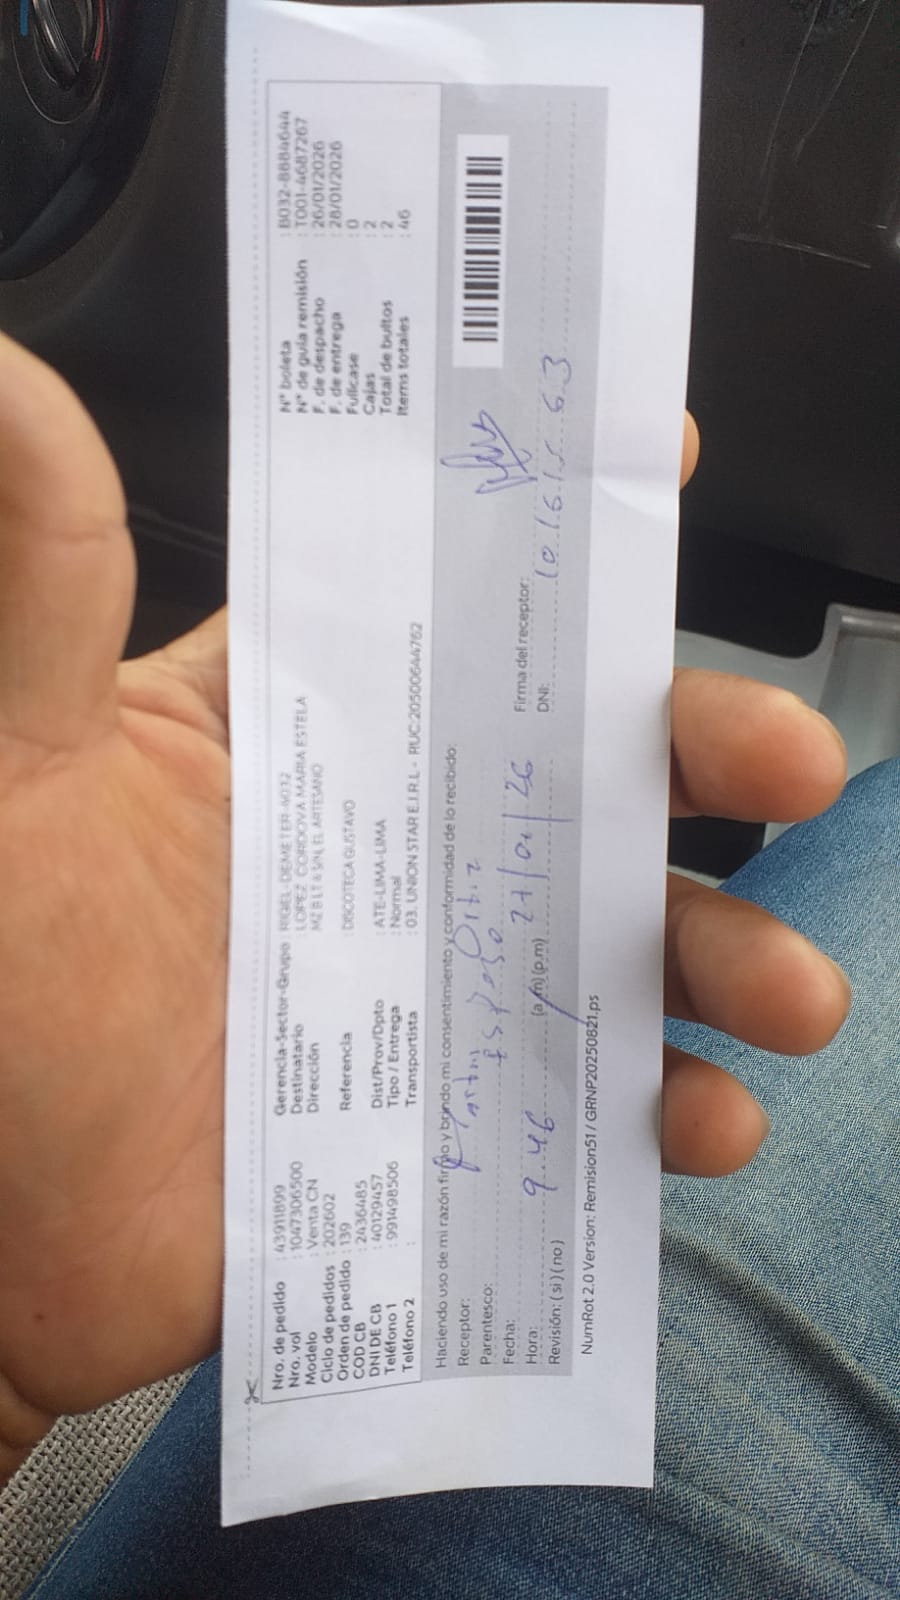 Nro. de pedido : 43911899
Nro. vol : 1047306500
Modelo : Venta CN
Ciclo de pedidos : 202602
Orden de pedido : 139
COD CB : 2436485
DNI DE CB : 40129457
Teléfono 1 : 991498506
Teléfono 2 :
Gerencia-Sector-Grupo : RIGEL-DEMETER-4012
Destinatario : LOPEZ CORDOVA MARIA ESTELA
Dirección MZ B LT 6 S/N, EL ARTESANO
Referencia : DISCOTECA GUSTAVO
Dist/Prov/Dpto : ATE-LIMA-LIMA
Tipo / Entrega : Normal
Transportista : 03. UNION STAR E.I.R.L - RUC:20500644762
N° boleta : B032-8884644
N° de guía remisión : T001-4687267
F. de despacho : 26/01/2026
F. de entrega : 28/01/2026
Fullcase : 0
Cajas : 2
Total de bultos : 2
Items totales : 46
Haciendo uso de mi razón firmo y brindo mi consentimiento y conformidad de lo recibido:
Receptor: Ortiz
Parentesco: esposo
Fecha: 27/01/26
Hora: 9.46 (a.m) (p.m)
Revisión: (si) (no)
Firma del receptor:
DNI: 10161563
NumRot 2.0 Version: Remision51 / GRNP20250821.ps